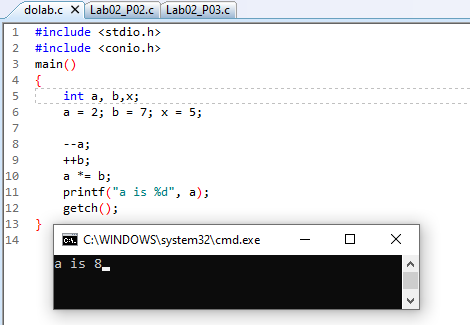 dolab.c X Lab02_P02.c Lab02_P03.c
1 #include <stdio.h>
2 #include <conio.h>
3 main()
4 {
5 int a, b,x;
6 a = 2; b = 7; x = 5;
7
8 --a;
9 ++b;
10 a *= b;
11 printf("a is %d", a);
12 getch();
13 }
14
C:\WINDOWS\system32\cmd.exe
a is 8